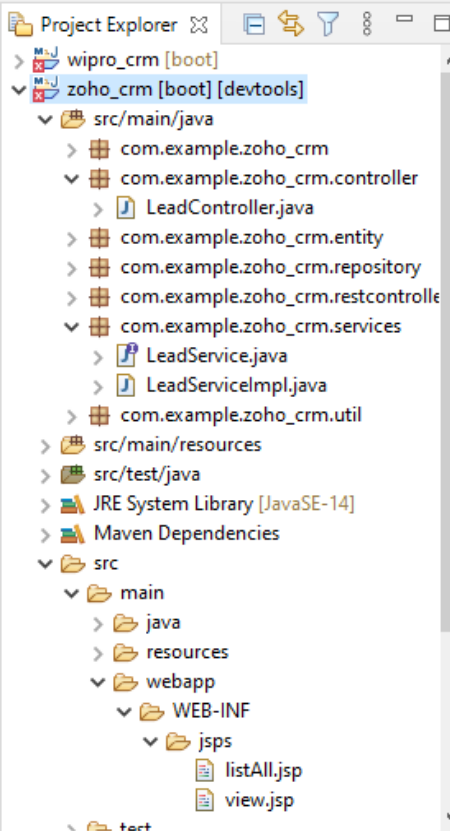 Project Explorer
wipro_crm [boot]
zoho_crm [boot] [devtools]
src/main/java
com.example.zoho_crm
com.example.zoho_crm.controller
LeadController.java
com.example.zoho_crm.entity
com.example.zoho_crm.repository
com.example.zoho_crm.restcontrolle
com.example.zoho_crm.services
LeadService.java
LeadServiceImpl.java
com.example.zoho_crm.util
src/main/resources
src/test/java
JRE System Library [JavaSE-14]
Maven Dependencies
src
main
java
resources
webapp
WEB-INF
jsps
listAll.jsp
view.jsp
test